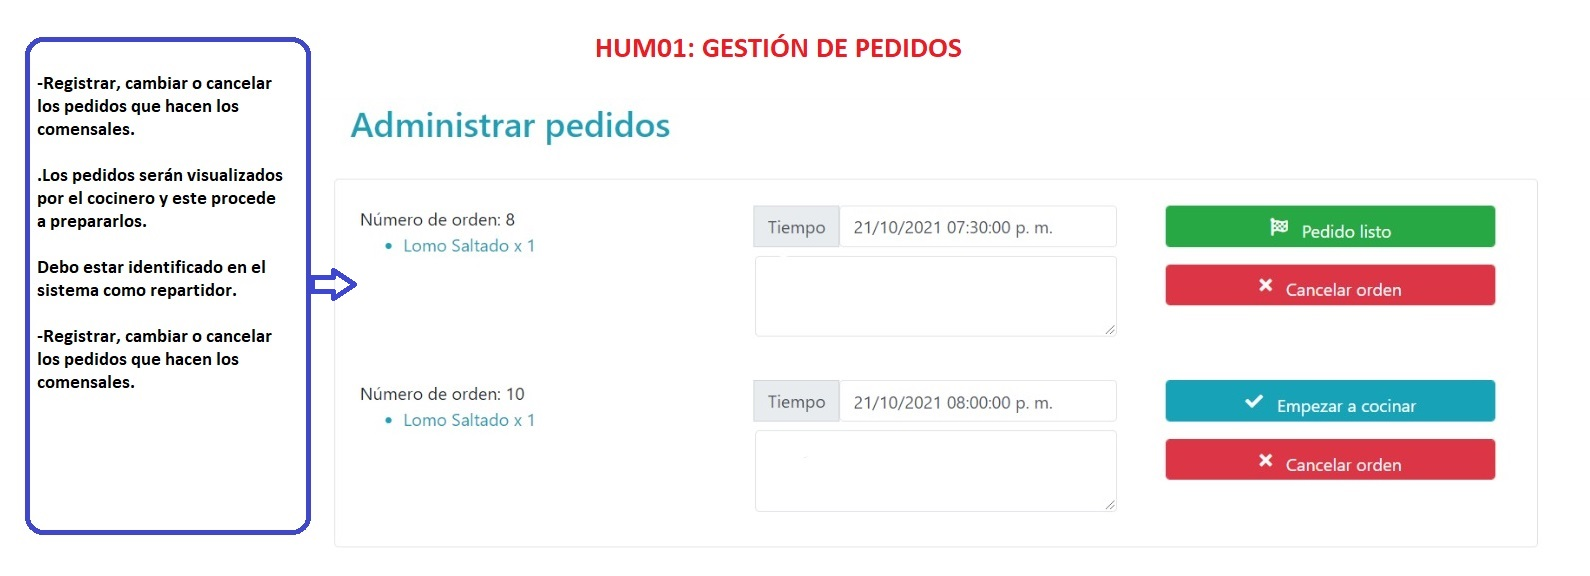 HUM01: GESTIÓN DE PEDIDOS
-Registrar, cambiar o cancelar
los pedidos que hacen los
comensales.
.Los pedidos serán visualizados
por el cocinero y este procede
a prepararlos.
Debo estar identificado en el
sistema como repartidor.
-Registrar, cambiar o cancelar
los pedidos que hacen los
comensales.
Administrar pedidos
Número de orden: 8
Lomo Saltado x 1
Tiempo
21/10/2021 07:30:00 p. m.
Pedido listo
Cancelar orden
Número de orden: 10
Lomo Saltado x 1
Tiempo
21/10/2021 08:00:00 p. m.
Empezar a cocinar
Cancelar orden